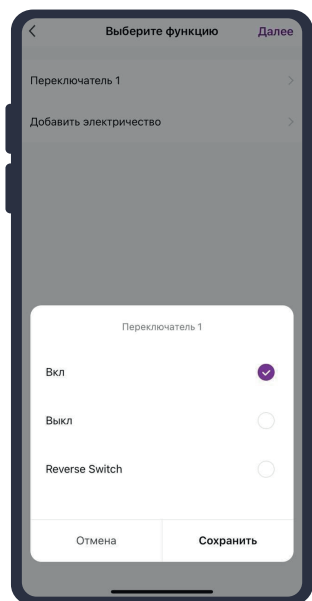 Выберите функцию
Далее
Переключатель 1
Добавить электричество
Переключатель 1
Вкл
Выкл
Reverse Switch
Отмена
Сохранить